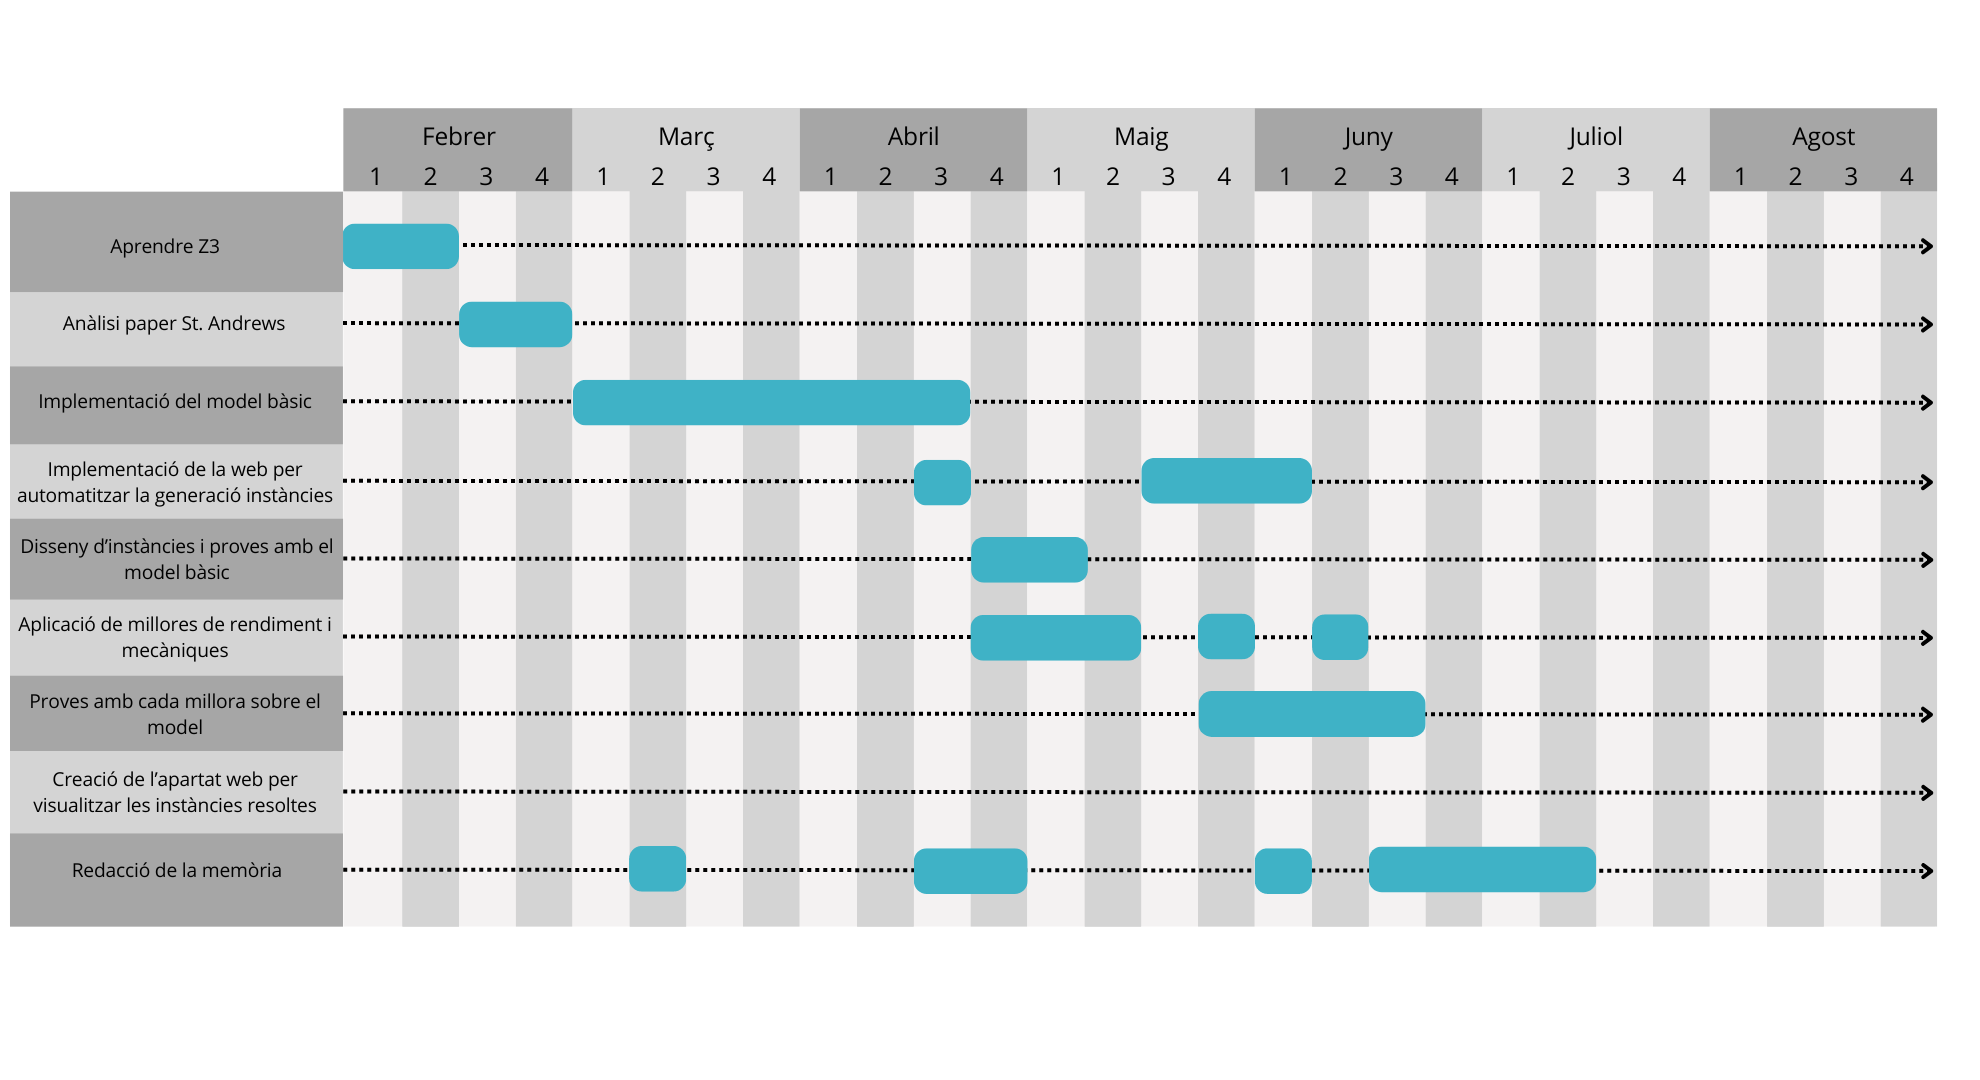 Febrer Març Abril Maig Juny Juliol Agost
1 2 3 4 1 2 3 4 1 2 3 4 1 2 3 4 1 2 3 4 1 2 3 4 1 2 3 4
Aprendre Z3
Anàlisi paper St. Andrews
Implementació del model bàsic
Implementació de la web per
automatitzar la generació instàncies
Disseny d’instàncies i proves amb el
model bàsic
Aplicació de millores de rendiment i
mecàniques
Proves amb cada millora sobre el
model
Creació de l’apartat web per
visualitzar les instàncies resoltes
Redacció de la memòria